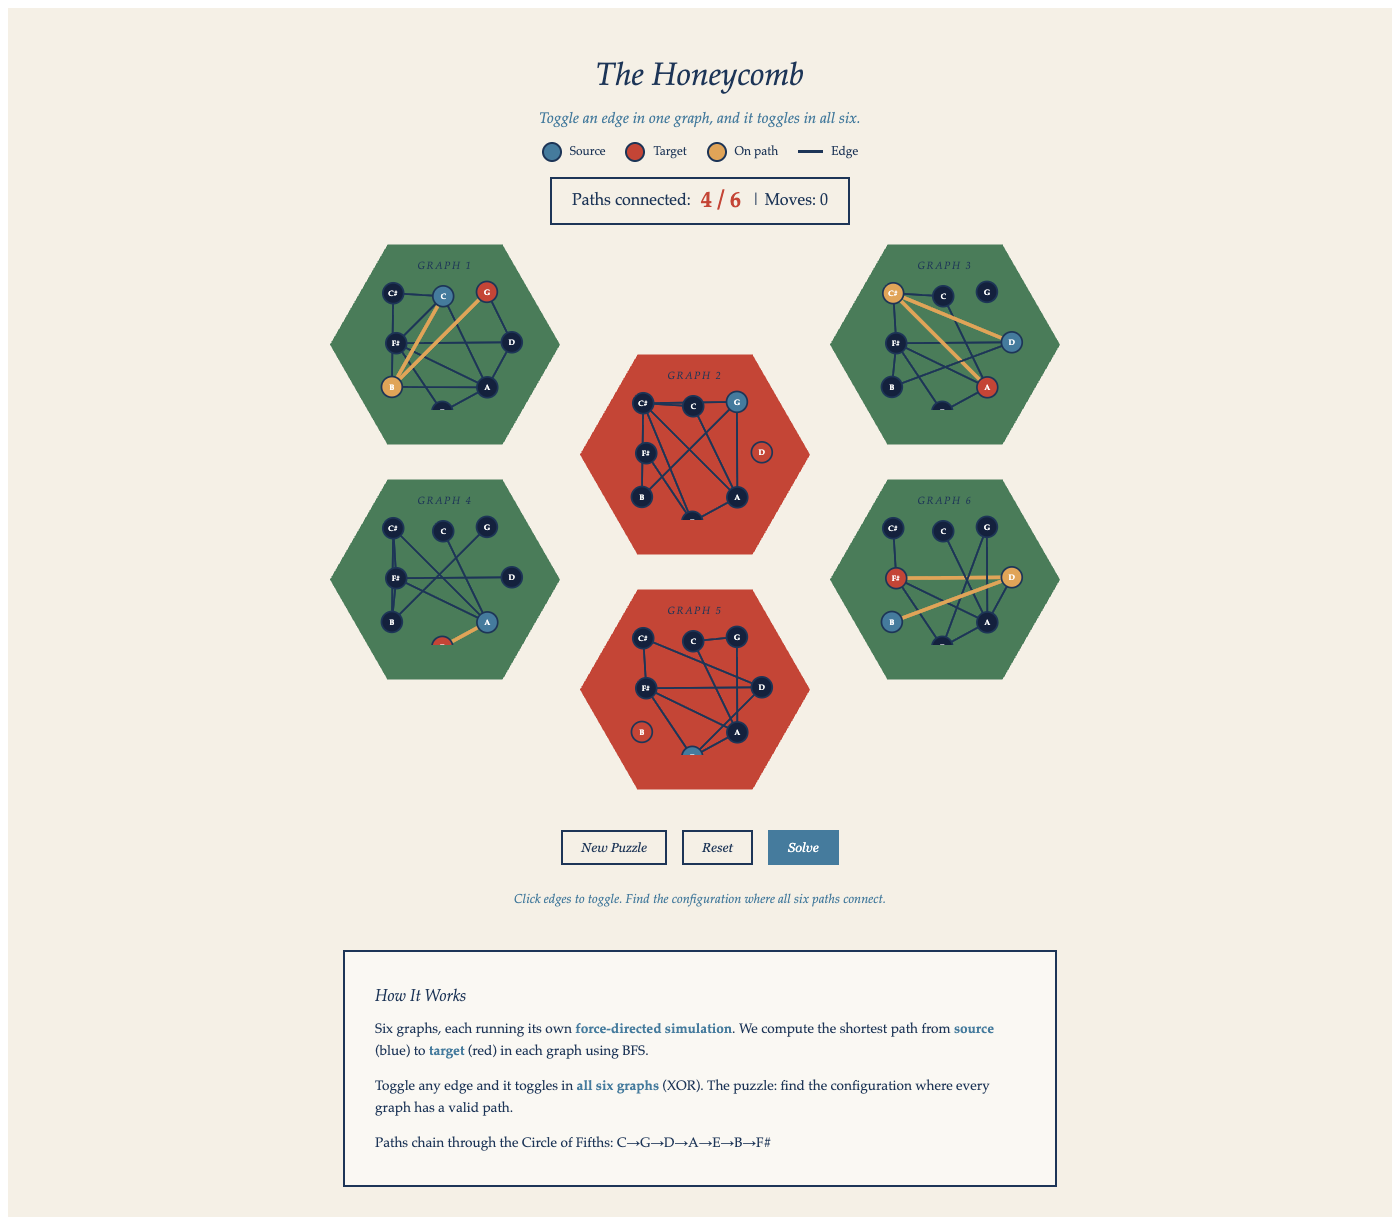 The Honeycomb
Toggle an edge in one graph, and it toggles in all six.
Source Target On path Edge
Paths connected: 4 / 6 | Moves: 0
GRAPH 1
C# C G
F# D
B A
GRAPH 2
C# C G
F# D
B A
GRAPH 3
C# C G
F# D
B A
GRAPH 4
C# C G
F# D
B A
GRAPH 5
C# C G
F# D
B A
GRAPH 6
C# C G
F# D
B A
New Puzzle Reset Solve
Click edges to toggle. Find the configuration where all six paths connect.
How It Works
Six graphs, each running its own force-directed simulation. We compute the shortest path from source
(blue) to target (red) in each graph using BFS.
Toggle any edge and it toggles in all six graphs (XOR). The puzzle: find the configuration where every
graph has a valid path.
Paths chain through the Circle of Fifths: C→G→D→A→E→B→F#